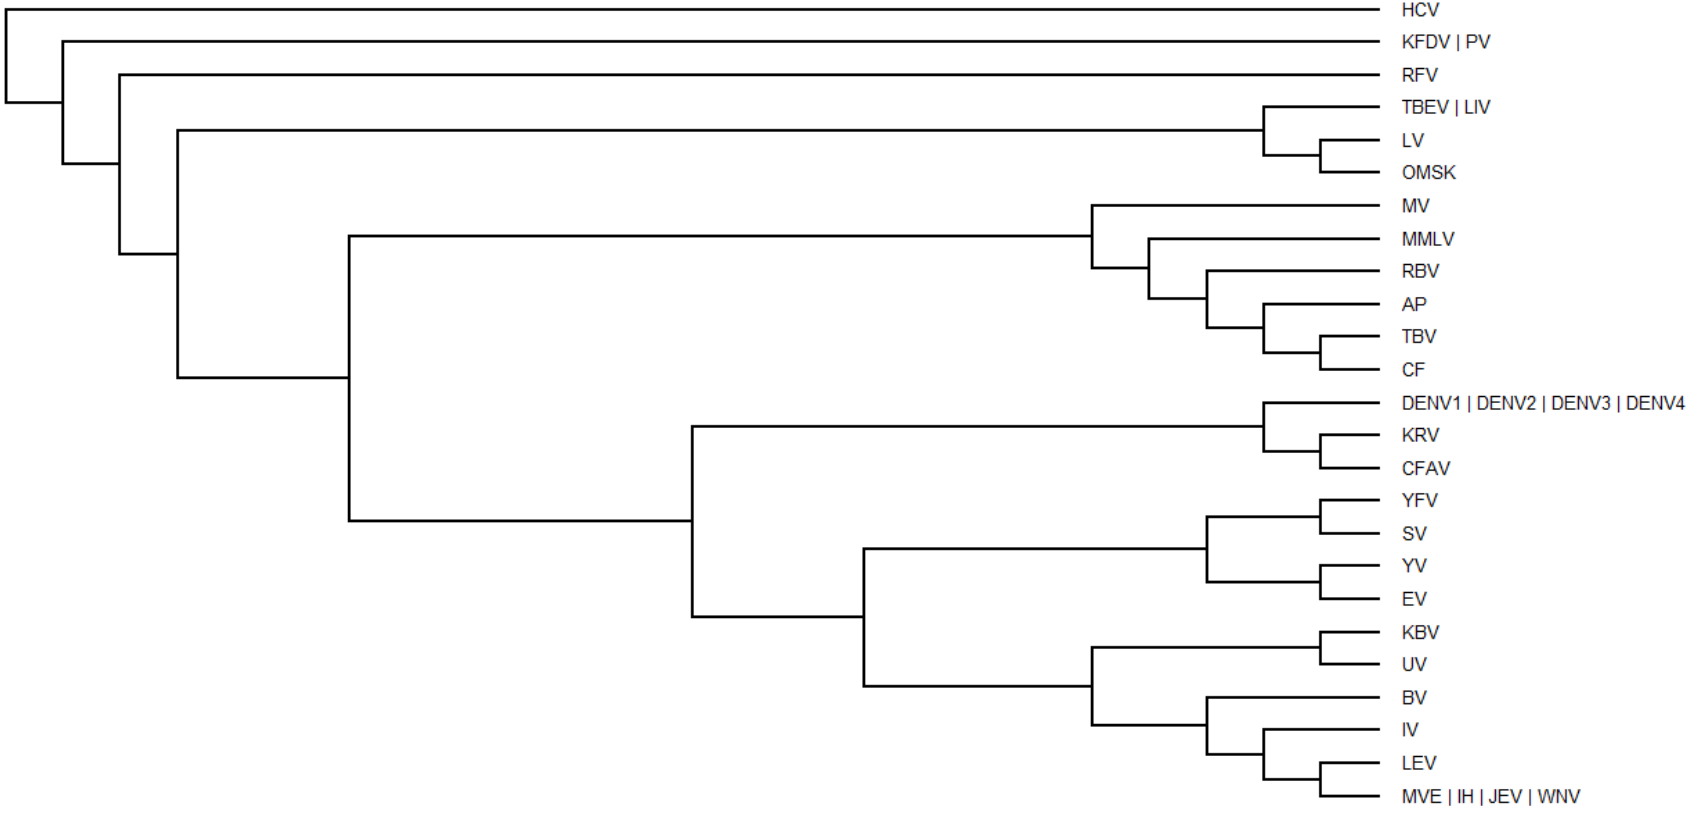 HCV
KFDV | PV
RFV
TBEV | LIV
LV
OMSK
MV
MMLV
RBV
AP
TBV
CF
DENV1 | DENV2 | DENV3 | DENV4
KRV
CFAV
YFV
SV
YV
EV
KBV
UV
BV
IV
LEV
MVE | IH | JEV | WNV